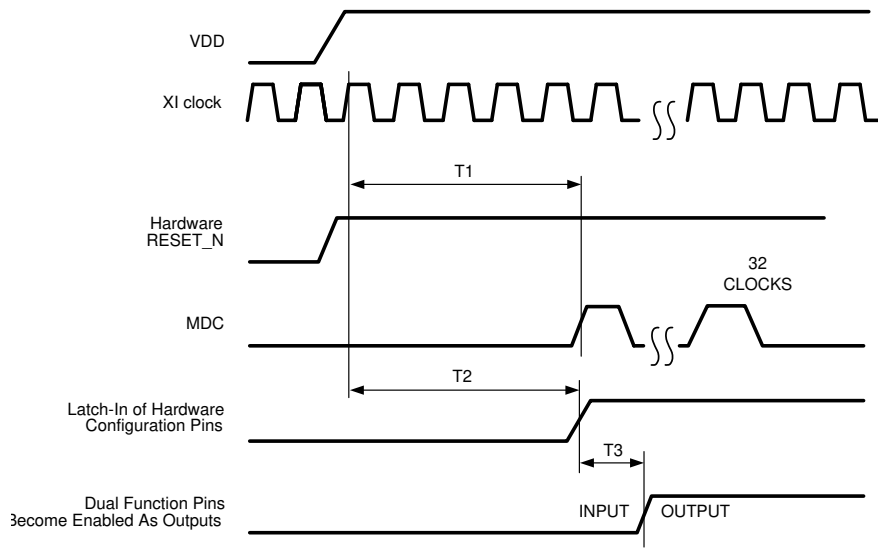 VDD
XI clock
T1
Hardware
RESET_N
32
CLOCKS
MDC
T2
Latch-In of Hardware
Configuration Pins
T3
Dual Function Pins
Become Enabled As Outputs
INPUT
OUTPUT